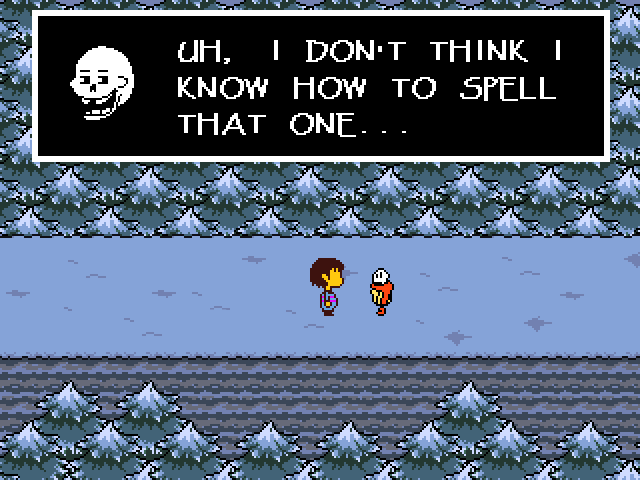 UH, I DON'T THINK I
KNOW HOW TO SPELL
THAT ONE...